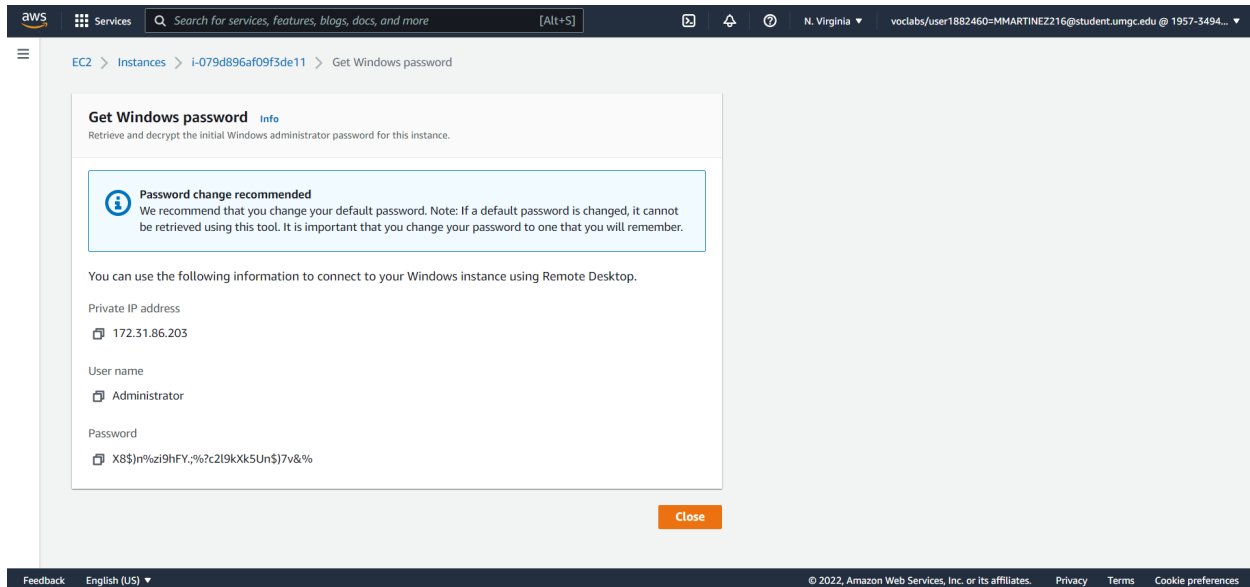 aws
Services
Search for services, features, blogs, docs, and more
[Alt+S]
N. Virginia ▼
voclabs/user1882460=MMARTINEZ216@student.umgc.edu @ 1957-3494... ▼
EC2 > Instances > i-079d896af09f3de11 > Get Windows password
Get Windows password Info
Retrieve and decrypt the initial Windows administrator password for this instance.
Password change recommended
We recommend that you change your default password. Note: If a default password is changed, it cannot
be retrieved using this tool. It is important that you change your password to one that you will remember.
You can use the following information to connect to your Windows instance using Remote Desktop.
Private IP address
172.31.86.203
User name
Administrator
Password
X8$)n%zi9hFY.;%?c2l9kXk5Un$)7v&%
Close
Feedback English (US) ▼ © 2022, Amazon Web Services, Inc. or its affiliates. Privacy Terms Cookie preferences